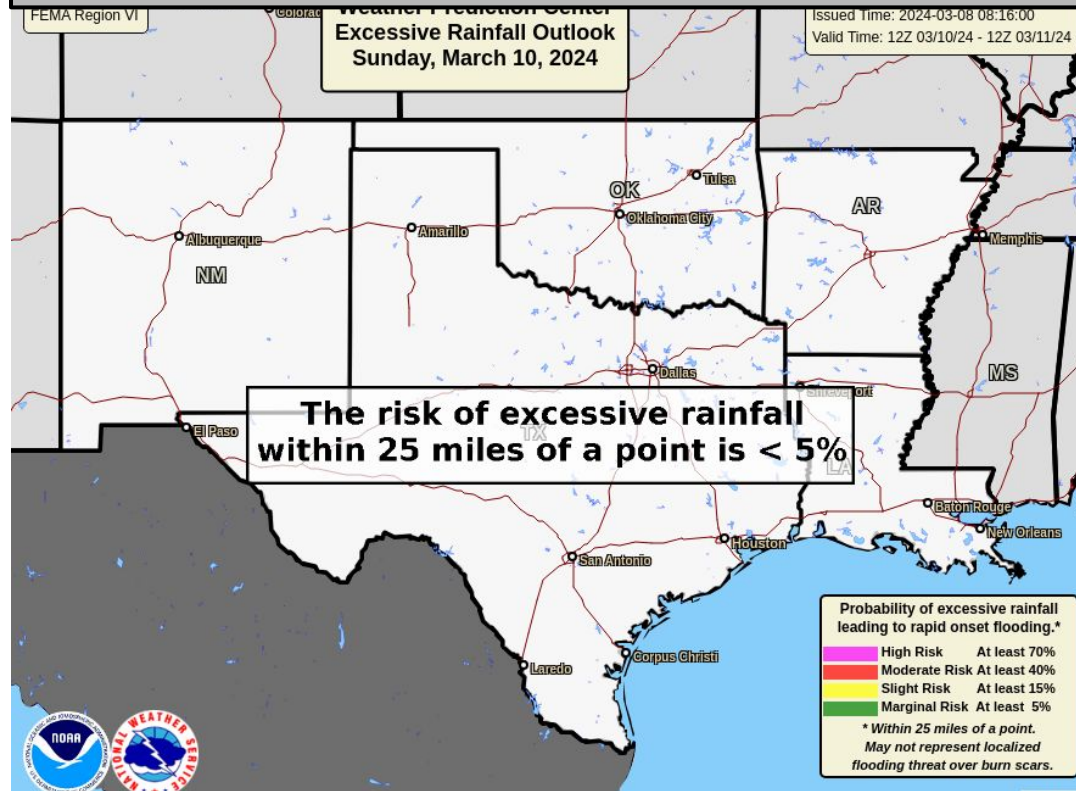 FEMA Region VI
Weather Prediction Center
Excessive Rainfall Outlook
Sunday, March 10, 2024
Issued Time: 2024-03-08 08:16:00
Valid Time: 12Z 03/10/24 - 12Z 03/11/24
Colorado
Tulsa
OK
Oklahoma City
AR
Amarillo
Albuquerque
Memphis
NM
Dallas
MS
Shreveport
The risk of excessive rainfall
within 25 miles of a point is < 5%
El Paso
TX
LA
Baton Rouge
New Orleans
Houston
San Antonio
Corpus Christi
Laredo
Probability of excessive rainfall
leading to rapid onset flooding.*
High Risk At least 70%
Moderate Risk At least 40%
Slight Risk At least 15%
Marginal Risk At least 5%
* Within 25 miles of a point.
May not represent localized
flooding threat over burn scars.
NOAA
NATIONAL WEATHER SERVICE